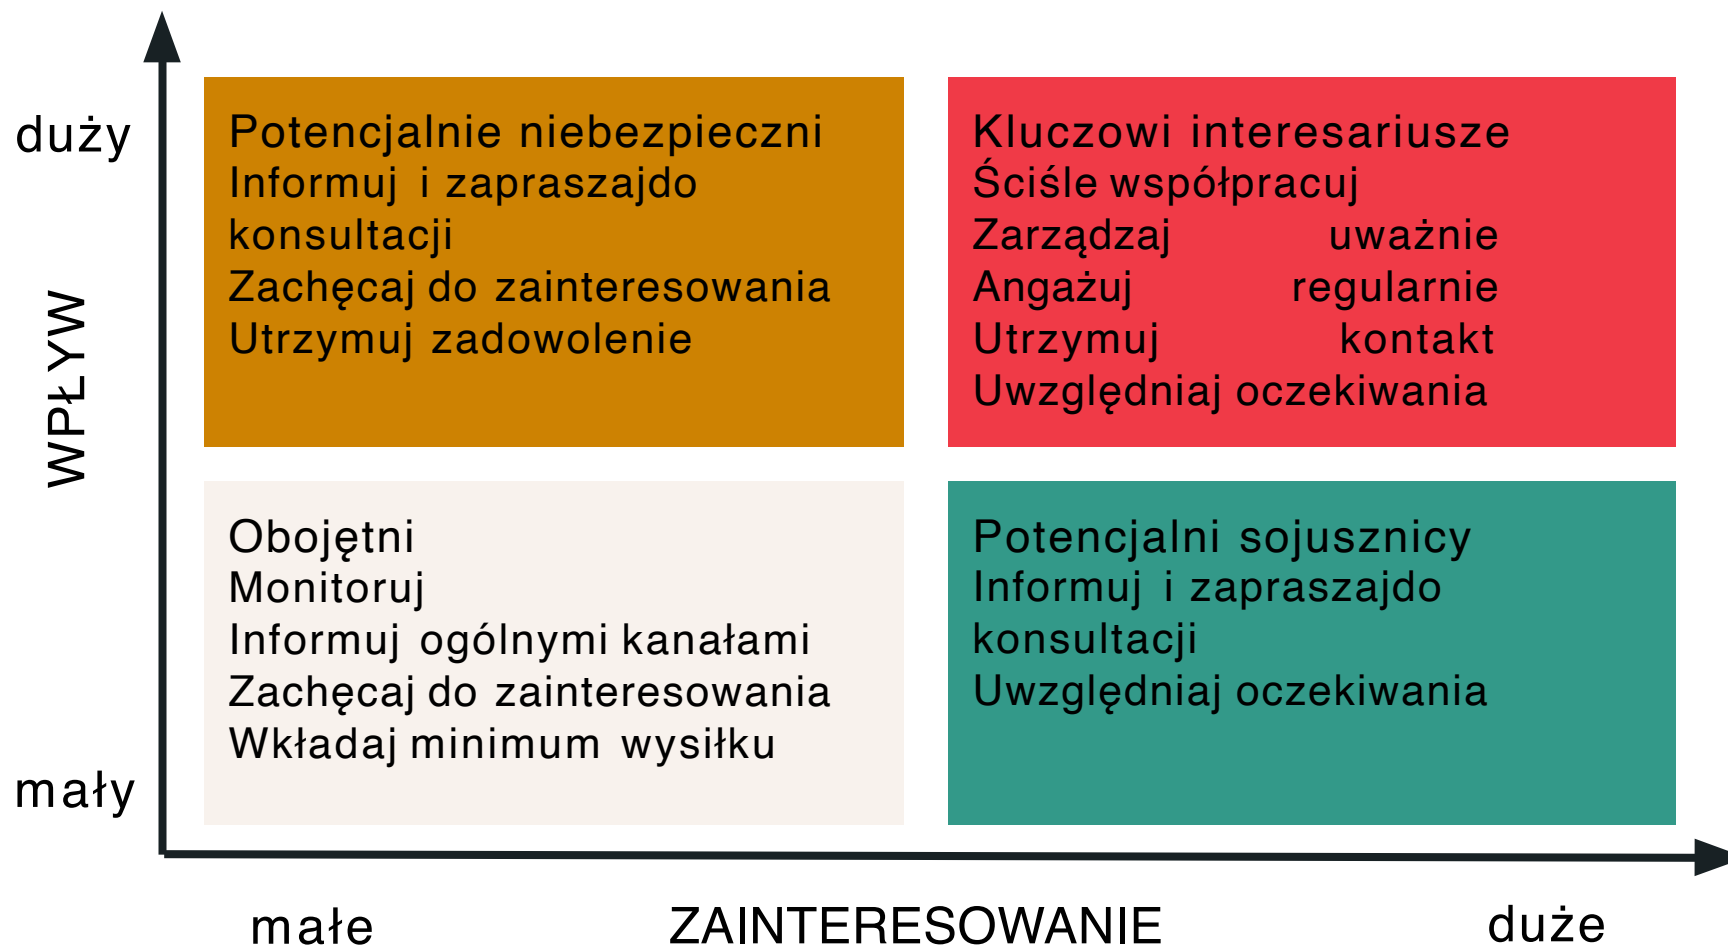 duży
WPŁYW
mały
Potencjalnie niebezpieczni
Informuj i zapraszajdo
konsultacji
Zachęcaj do zainteresowania
Utrzymuj zadowolenie
Kluczowi interesariusze
Ściśle współpracuj
Zarządzaj uważnie
Angażuj regularnie
Utrzymuj kontakt
Uwzględniaj oczekiwania
Obojętni
Monitoruj
Informuj ogólnymi kanałami
Zachęcaj do zainteresowania
Wkładaj minimum wysiłku
Potencjalni sojusznicy
Informuj i zapraszajdo
konsultacji
Uwzględniaj oczekiwania
małe
ZAINTERESOWANIE
duże